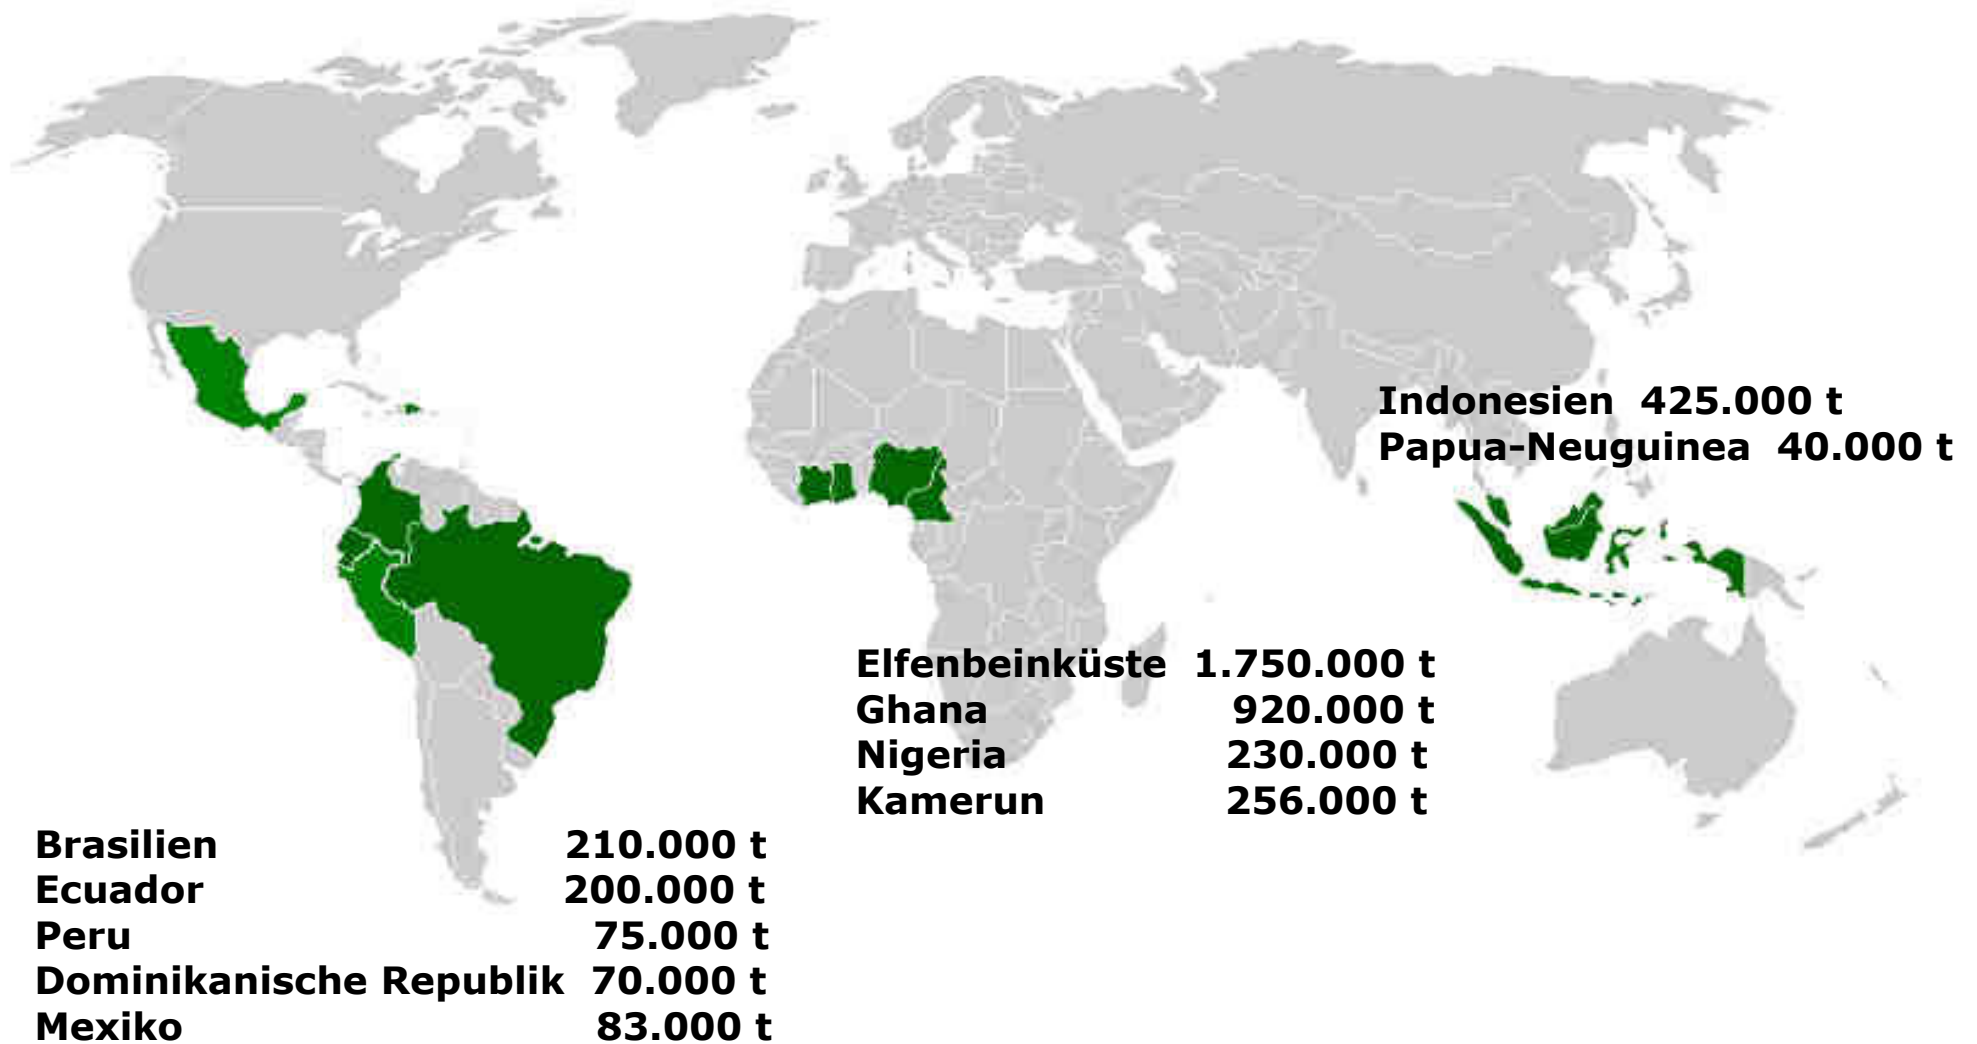 Indonesien 425.000 t
Papua-Neuguinea 40.000 t
Elfenbeinküste 1.750.000 t
Ghana 920.000 t
Nigeria 230.000 t
Kamerun 256.000 t
Brasilien 210.000 t
Ecuador 200.000 t
Peru 75.000 t
Dominikanische Republik 70.000 t
Mexiko 83.000 t